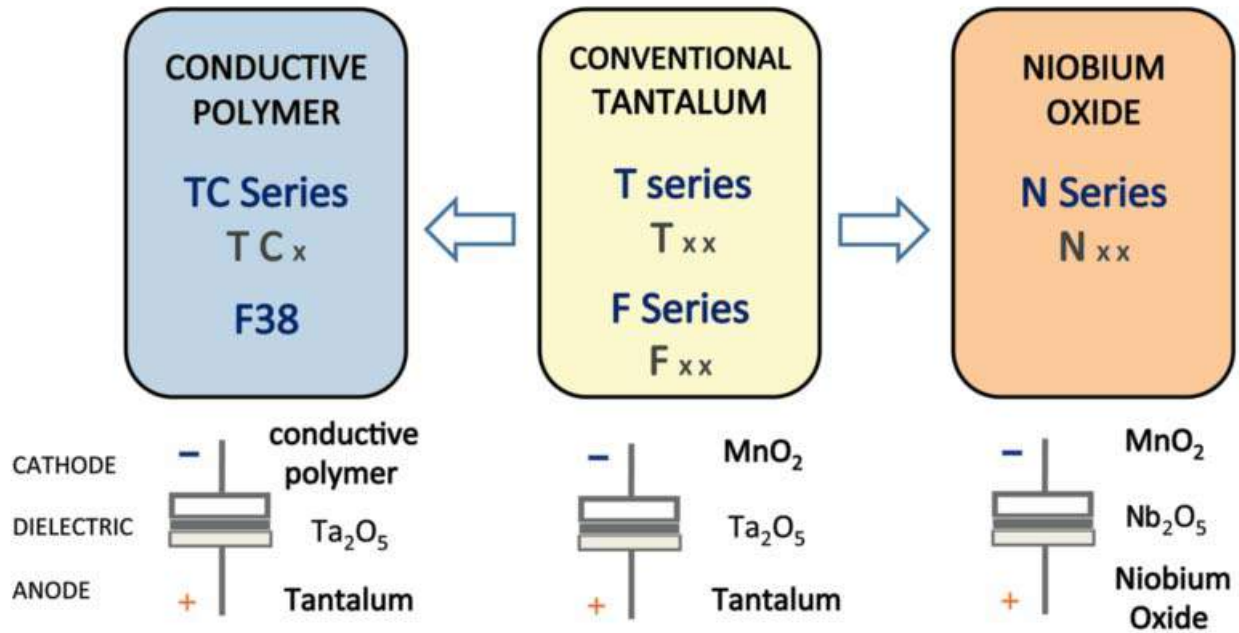 CONDUCTIVE
POLYMER
TC Series
T C x
F38
CONVENTIONAL
TANTALUM
T series
T x x
F Series
F x x
NIOBIUM
OXIDE
N Series
N x x
CATHODE
DIELECTRIC
ANODE
–
conductive
polymer
Ta₂O₅
+
Tantalum
–
MnO₂
Ta₂O₅
+
Tantalum
–
MnO₂
Nb₂O₅
+
Niobium
Oxide